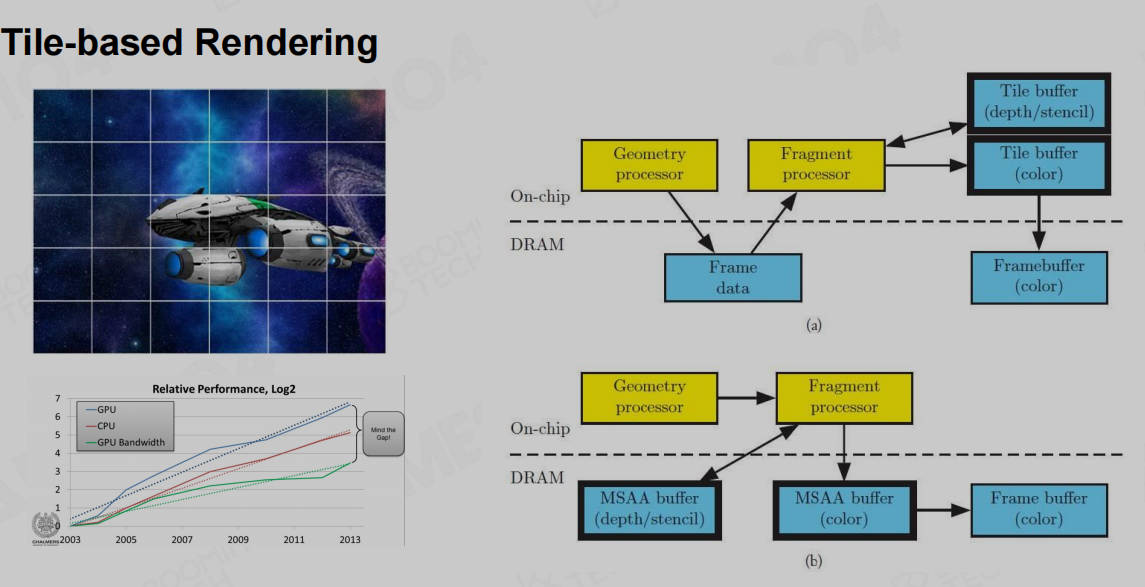 Tile-based Rendering
Relative Performance, Log2
7
6
5
4
3
2
1
0
GPU
CPU
GPU Bandwidth
Mind the
Gap!
2003
2005
2007
2009
2011
2013
CHALMERS
Geometry
processor
Fragment
processor
Tile buffer
(depth/stencil)
Tile buffer
(color)
On-chip
DRAM
Frame
data
Framebuffer
(color)
(a)
Geometry
processor
Fragment
processor
On-chip
DRAM
MSAA buffer
(depth/stencil)
MSAA buffer
(color)
Frame buffer
(color)
(b)